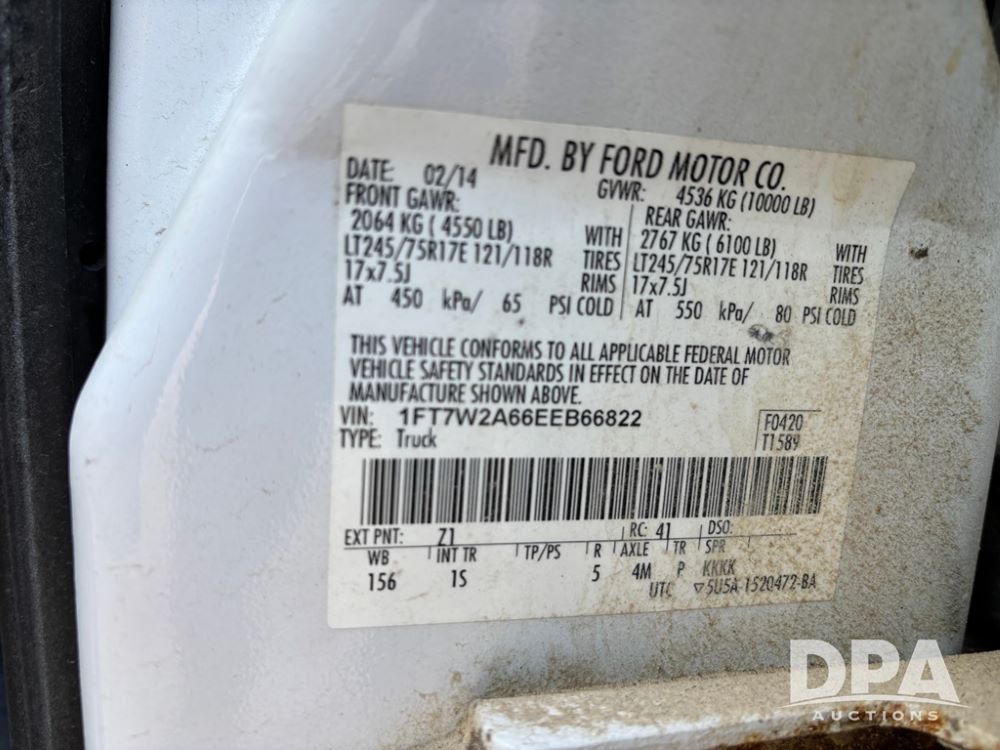 MFD. BY FORD MOTOR CO.
DATE: 02/14 GVWR: 4536 KG (10000 LB)
FRONT GAWR: REAR GAWR:
2064 KG ( 4550 LB) WITH 2767 KG ( 6100 LB) WITH
LT245/75R17E 121/118R TIRES LT245/75R17E 121/118R TIRES
17x7.5J RIMS 17x7.5J RIMS
AT 450 kPa/ 65 PSI COLD AT 550 kPa/ 80 PSI COLD
THIS VEHICLE CONFORMS TO ALL APPLICABLE FEDERAL MOTOR
VEHICLE SAFETY STANDARDS IN EFFECT ON THE DATE OF
MANUFACTURE SHOWN ABOVE.
VIN: 1FT7W2A66EEB66822 F0420
TYPE: Truck T1589
EXT PNT: Z1 RC: 41 DSO:
WB INT TR TP/PS R AXLE TR SPR
156 1S 5 4M P KKKK
UTC ▽5U5A-1520472-BA
DPA
AUCTIONS